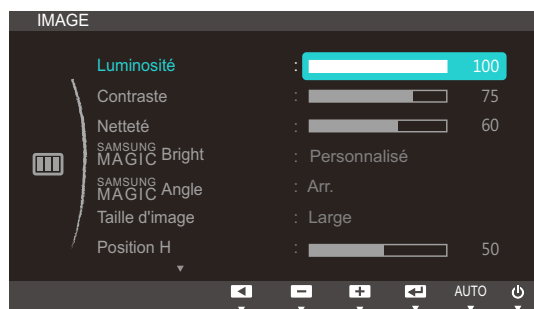 IMAGE
Luminosité : 100
Contraste : 75
Netteté : 60
SAMSUNG MAGIC Bright : Personnalisé
SAMSUNG MAGIC Angle : Arr.
Taille d'image : Large
Position H : 50
AUTO